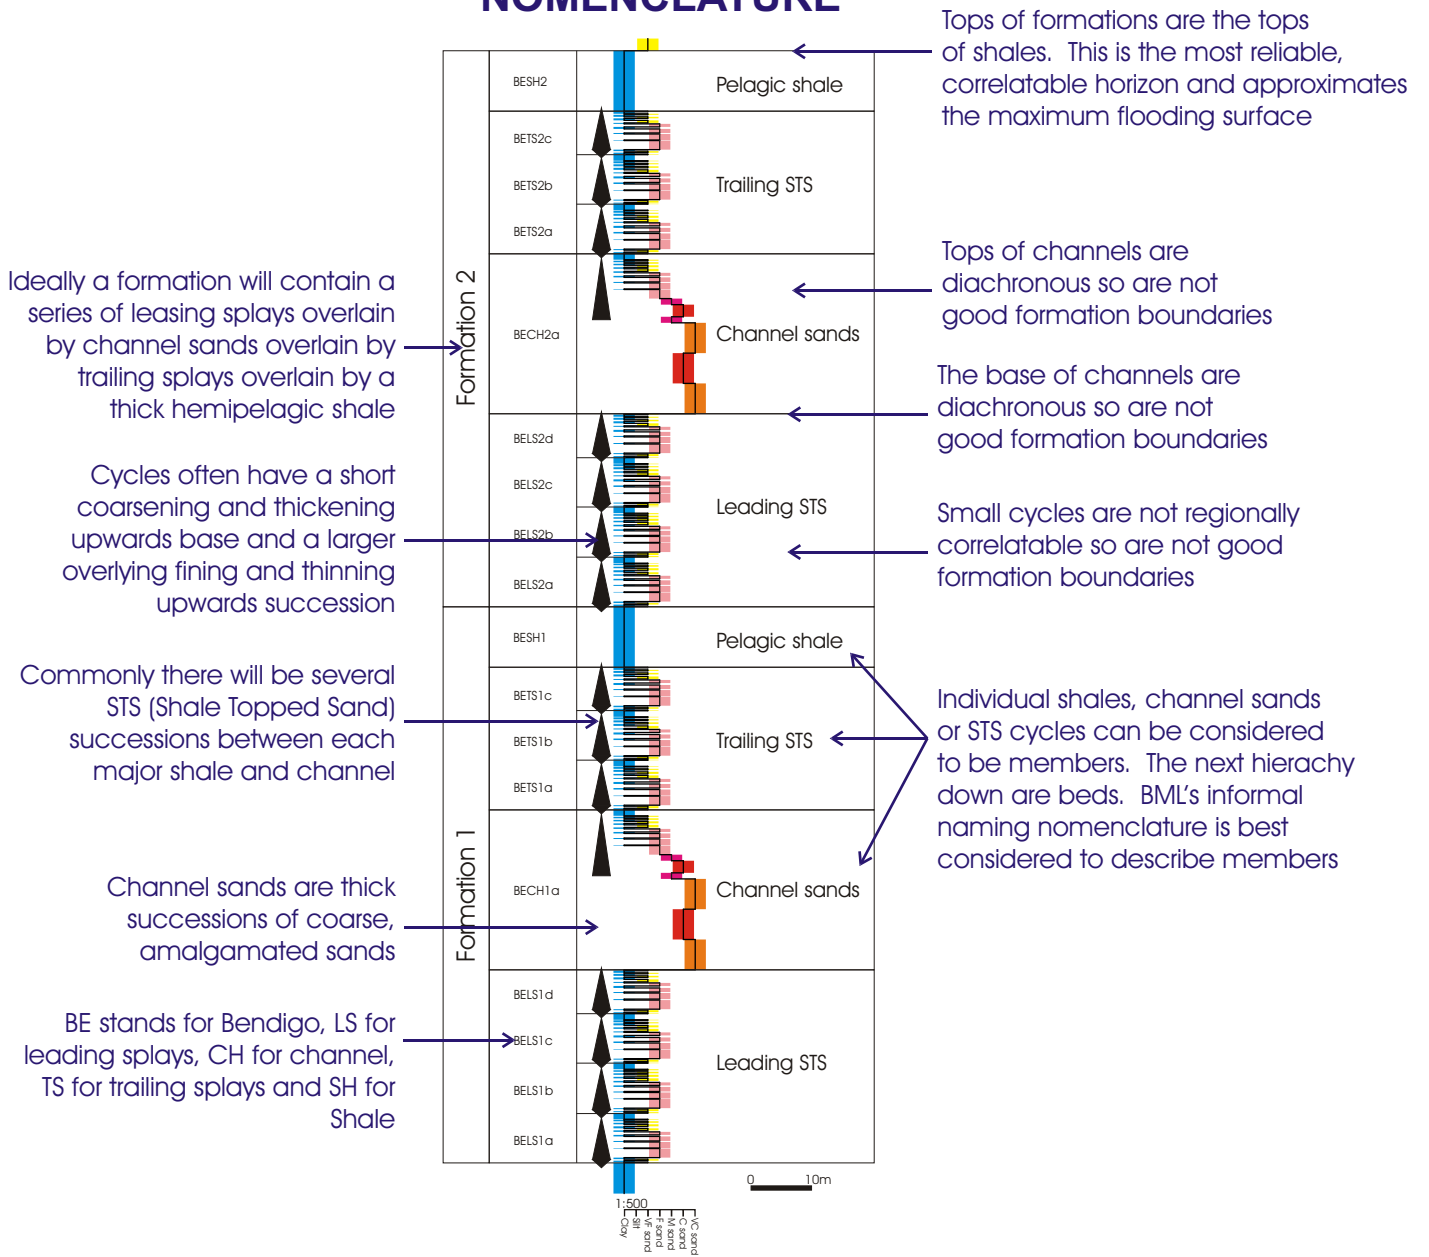 NOMENCLATURE
Tops of formations are the tops
of shales.  This is the most reliable,
correlatable horizon and approximates
the maximum flooding surface
Tops of channels are
diachronous so are not
good formation boundaries
The base of channels are
diachronous so are not
good formation boundaries
Small cycles are not regionally
correlatable so are not good
formation boundaries
Individual shales, channel sands
or STS cycles can be considered
to be members.  The next hierachy
down are beds.  BML's informal
naming nomenclature is best
considered to describe members
Ideally a formation will contain a
series of leasing splays overlain
by channel sands overlain by
trailing splays overlain by a
thick hemipelagic shale
Cycles often have a short
coarsening and thickening
upwards base and a larger
overlying fining and thinning
upwards succession
Commonly there will be several
STS (Shale Topped Sand)
successions between each
major shale and channel
Channel sands are thick
successions of coarse,
amalgamated sands
BE stands for Bendigo, LS for
leading splays, CH for channel,
TS for trailing splays and SH for
Shale
Formation 2
BESH2
Pelagic shale
BETS2c
BETS2b
Trailing STS
BETS2a
BECH2a
Channel sands
BELS2d
BELS2c
Leading STS
BELS2b
BELS2a
Formation 1
BESH1
Pelagic shale
BETS1c
BETS1b
Trailing STS
BETS1a
BECH1a
Channel sands
BELS1d
BELS1c
Leading STS
BELS1b
BELS1a
0 10m
1:500
Clay
Silt
VF sand
F sand
M sand
C sand
VC sand